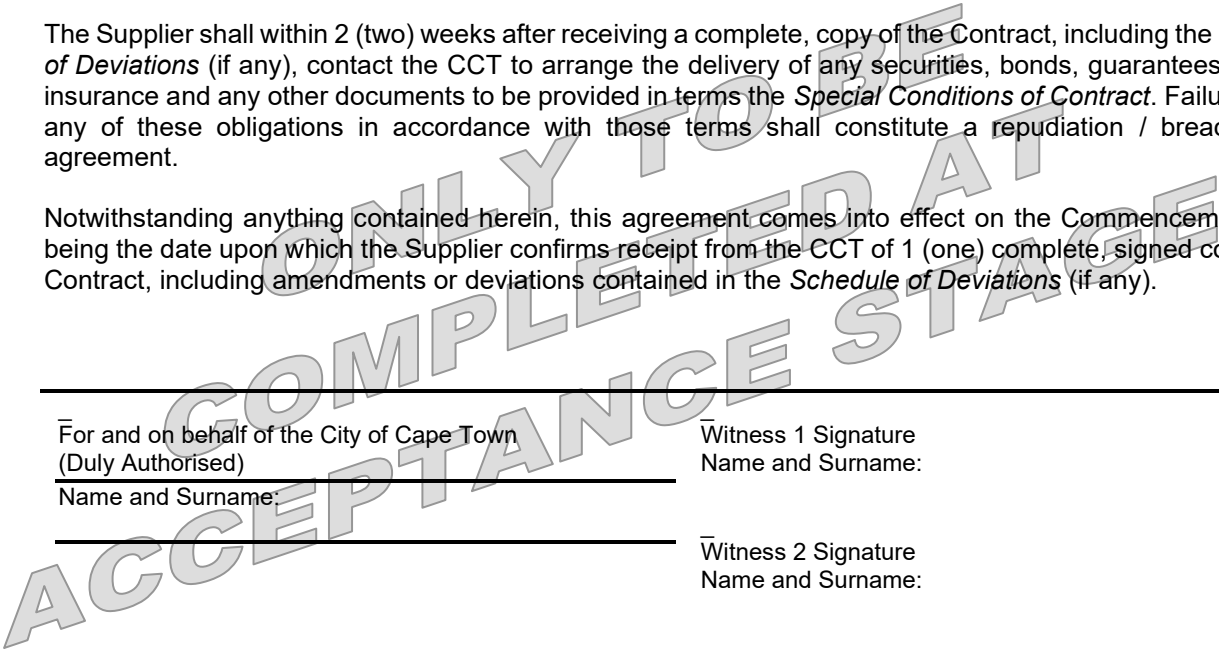 The Supplier shall within 2 (two) weeks after receiving a complete, copy of the Contract, including the
of Deviations (if any), contact the CCT to arrange the delivery of any securities, bonds, guarantees
insurance and any other documents to be provided in terms the Special Conditions of Contract.
any of these obligations in accordance with those terms shall constitute a repudiation /
agreement.
Notwithstanding anything contained herein, this agreement comes into effect on the
being the date upon which the Supplier confirms receipt from the CCT of 1 (one) complete, signed
Contract, including amendments or deviations contained in the Schedule of Deviations (if any).
For and on behalf of the City of Cape Town
(Duly Authorised)
Name and Surname:
Witness 1 Signature
Name and Surname:
Witness 2 Signature
Name and Surname:
ONLY TO BE
COMPLETED AT
ACCEPTANCE STAGE